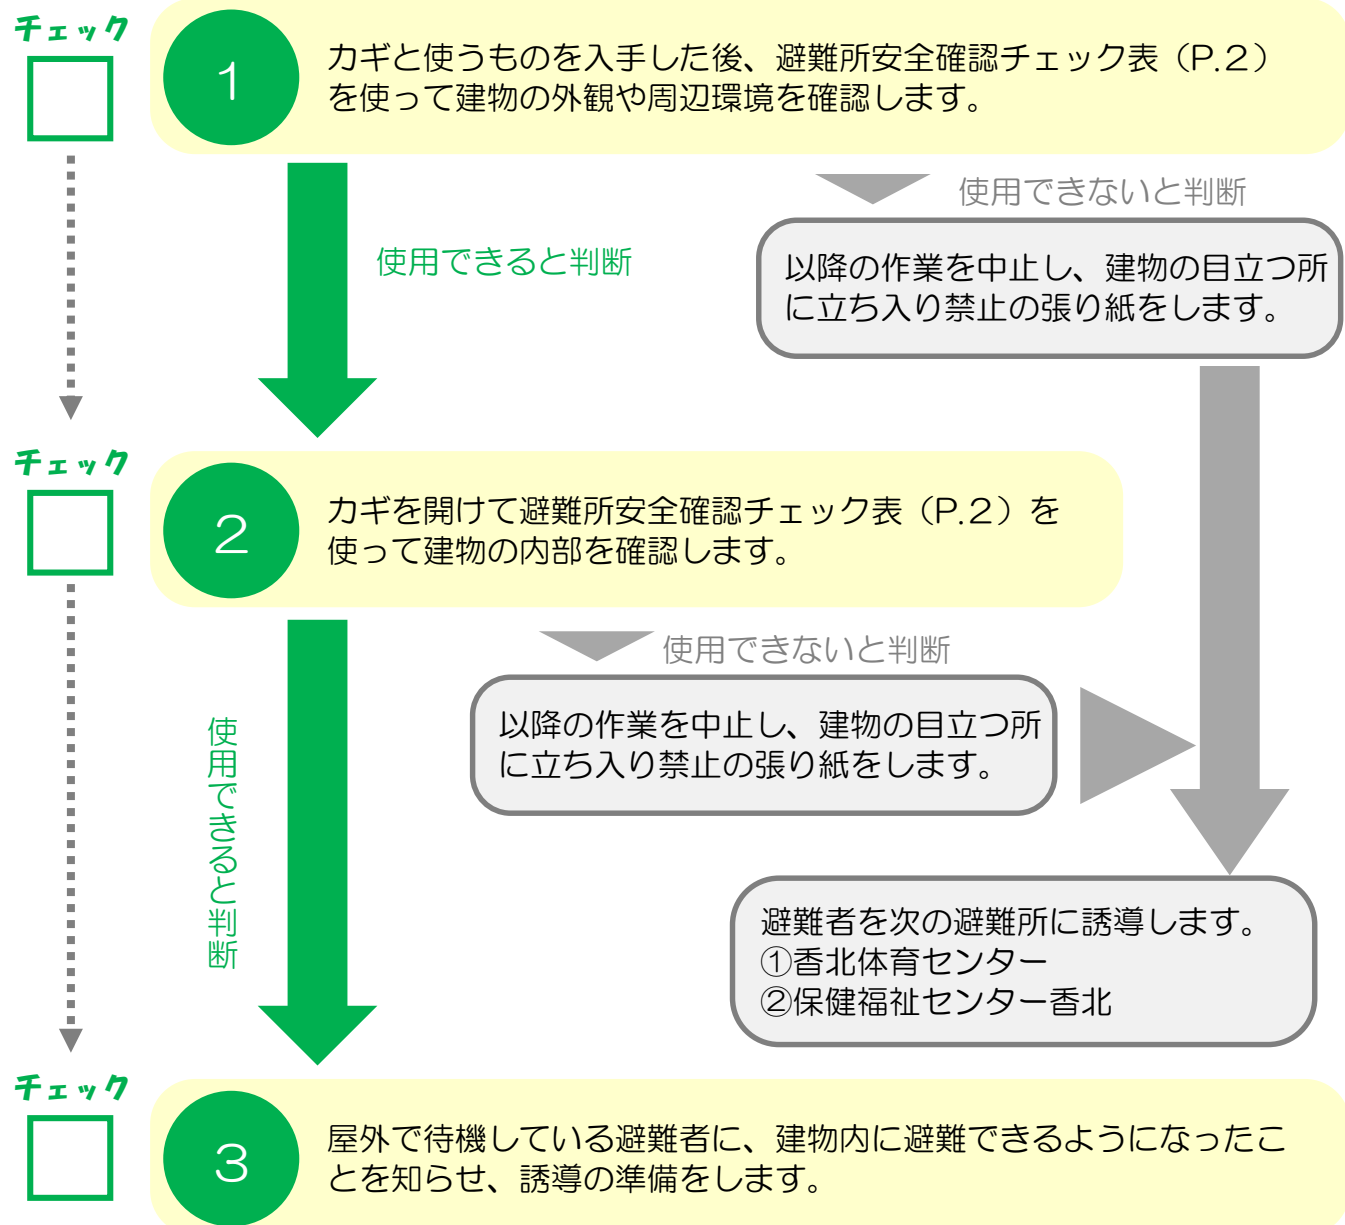 チェック
1
カギと使うものを入手した後、避難所安全確認チェック表（P.2）
を使って建物の外観や周辺環境を確認します。
使用できないと判断
使用できると判断
以降の作業を中止し、建物の目立つ所
に立ち入り禁止の張り紙をします。
チェック
2
カギを開けて避難所安全確認チェック表（P.2）を
使って建物の内部を確認します。
使用できないと判断
使用できると判断
以降の作業を中止し、建物の目立つ所
に立ち入り禁止の張り紙をします。
避難者を次の避難所に誘導します。
①香北体育センター
②保健福祉センター香北
チェック
3
屋外で待機している避難者に、建物内に避難できるようになったこ
とを知らせ、誘導の準備をします。